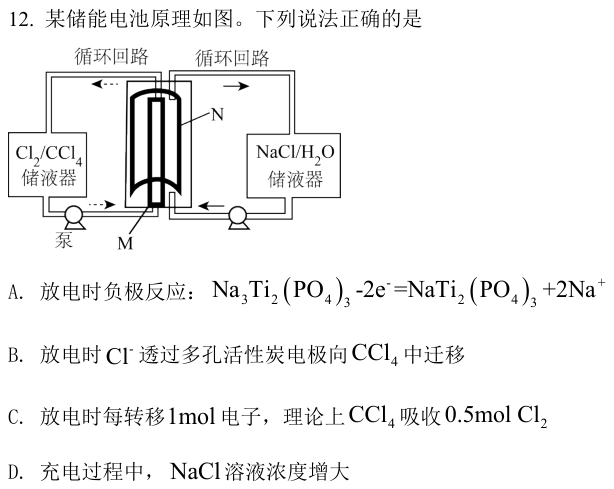 12. 某储能电池原理如图。下列说法正确的是
循环回路 循环回路
N
Cl₂/CCl₄ NaCl/H₂O
储液器 储液器
泵 M
A. 放电时负极反应：Na₃Ti₂(PO₄)₃-2e⁻=NaTi₂(PO₄)₃+2Na⁺
B. 放电时Cl⁻透过多孔活性炭电极向CCl₄中迁移
C. 放电时每转移1mol电子，理论上CCl₄吸收0.5mol Cl₂
D. 充电过程中，NaCl溶液浓度增大